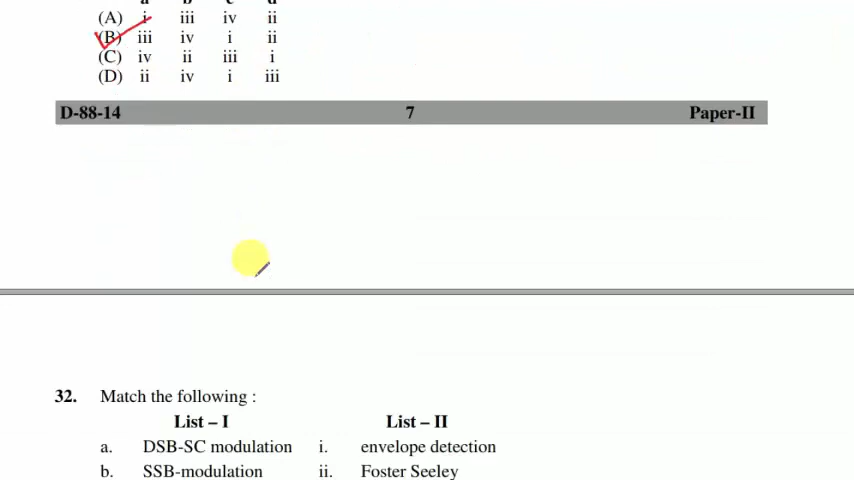 (A) i iii iv ii
(B) iii iv i ii
(C) iv ii iii i
(D) ii iv i iii
D-88-14 7 Paper-II
32. Match the following :
List – I List – II
a. DSB-SC modulation i. envelope detection
b. SSB-modulation ii. Foster Seeley